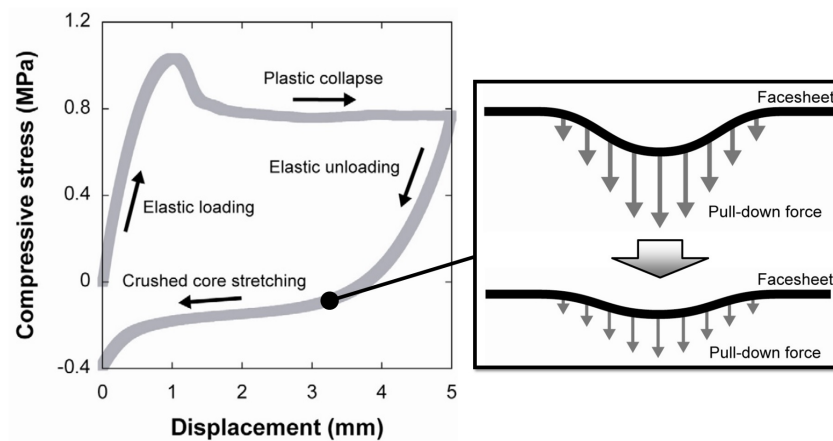 Compressive stress (MPa)
1.2
0.8
0.4
0
-0.4
Plastic collapse
Elastic unloading
Elastic loading
Crushed core stretching
0 1 2 3 4 5
Displacement (mm)
Facesheet
Pull-down force
Facesheet
Pull-down force